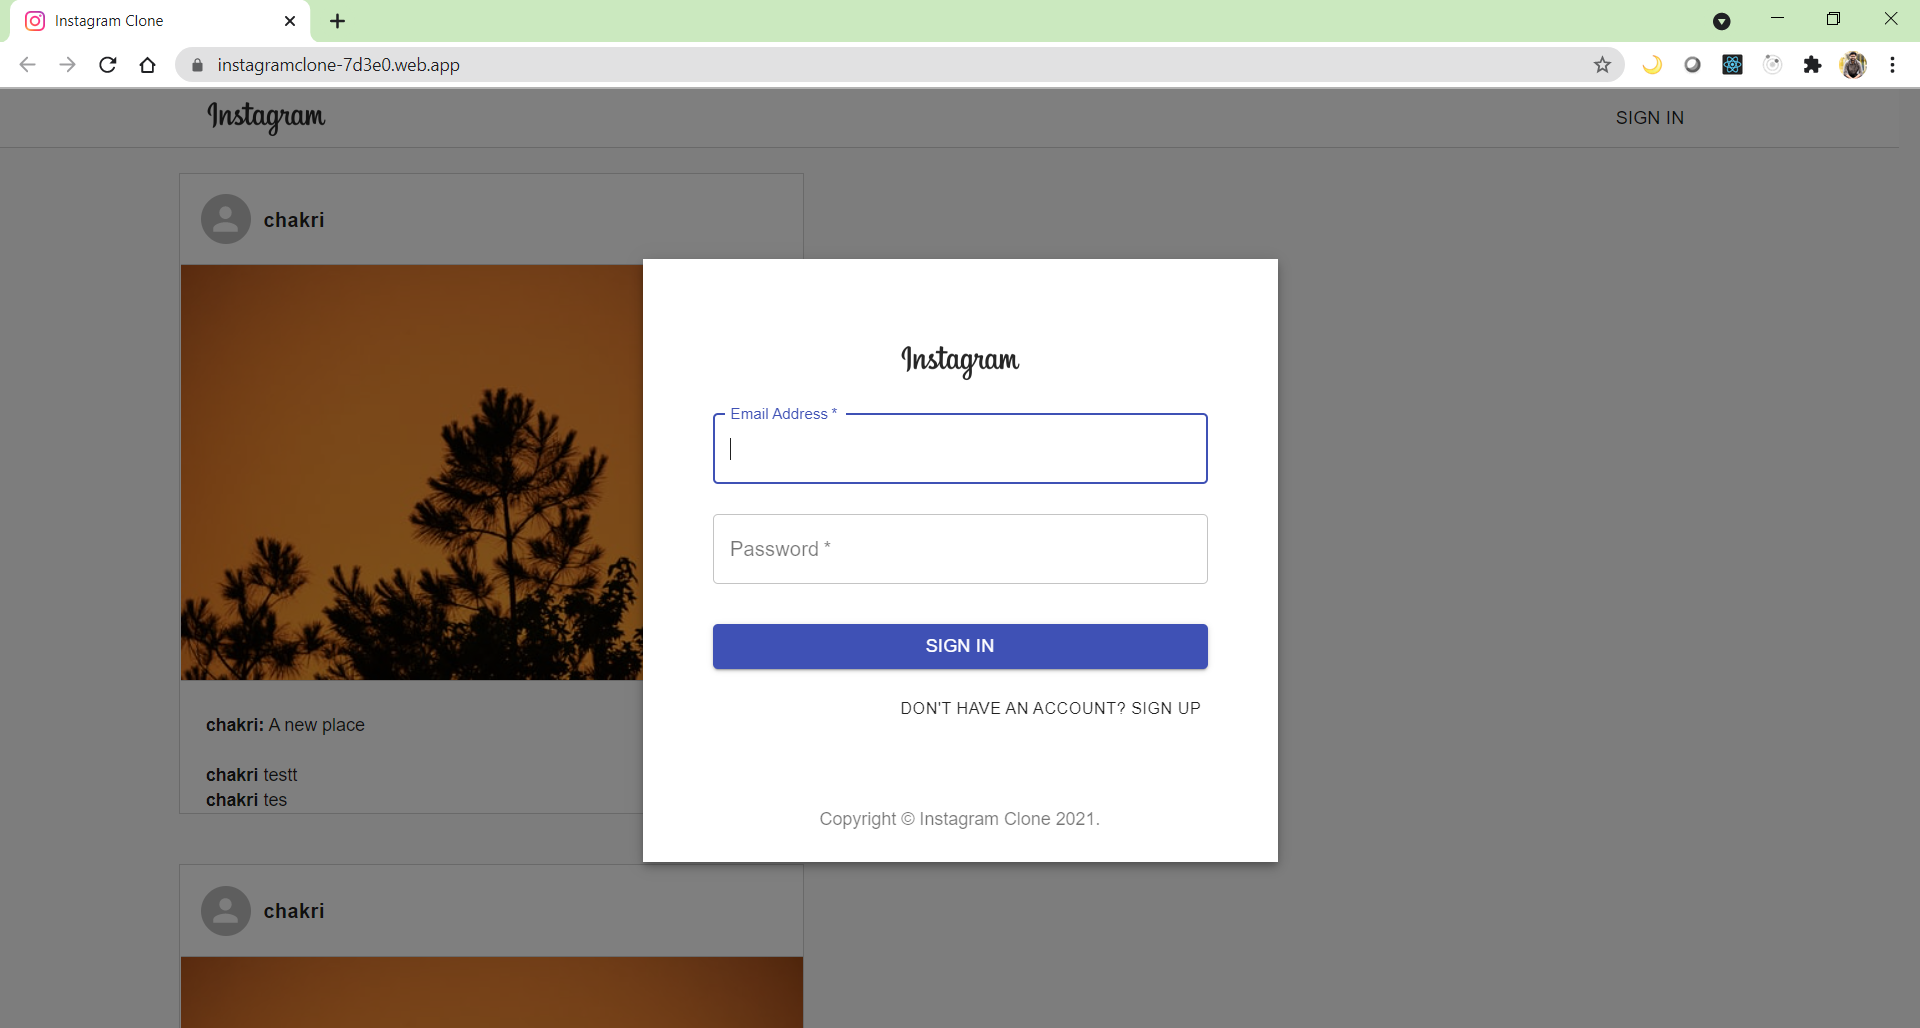 Instagram Clone
instagramclone-7d3e0.web.app
Instagram
SIGN IN
chakri
chakri: A new place
chakri testt
chakri tes
chakri
Instagram
Email Address *
Password *
SIGN IN
DON'T HAVE AN ACCOUNT? SIGN UP
Copyright © Instagram Clone 2021.